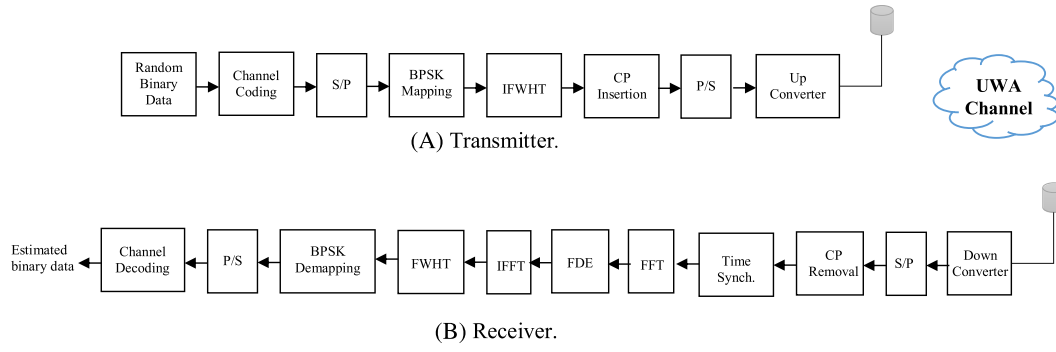 Random
Binary
Data
Channel
Coding
S/P
BPSK
Mapping
IFWHT
CP
Insertion
P/S
Up
Converter
UWA
Channel
(A) Transmitter.
Estimated
binary data
Channel
Decoding
P/S
BPSK
Demapping
FWHT
IFFT
FDE
FFT
Time
Synch.
CP
Removal
S/P
Down
Converter
(B) Receiver.